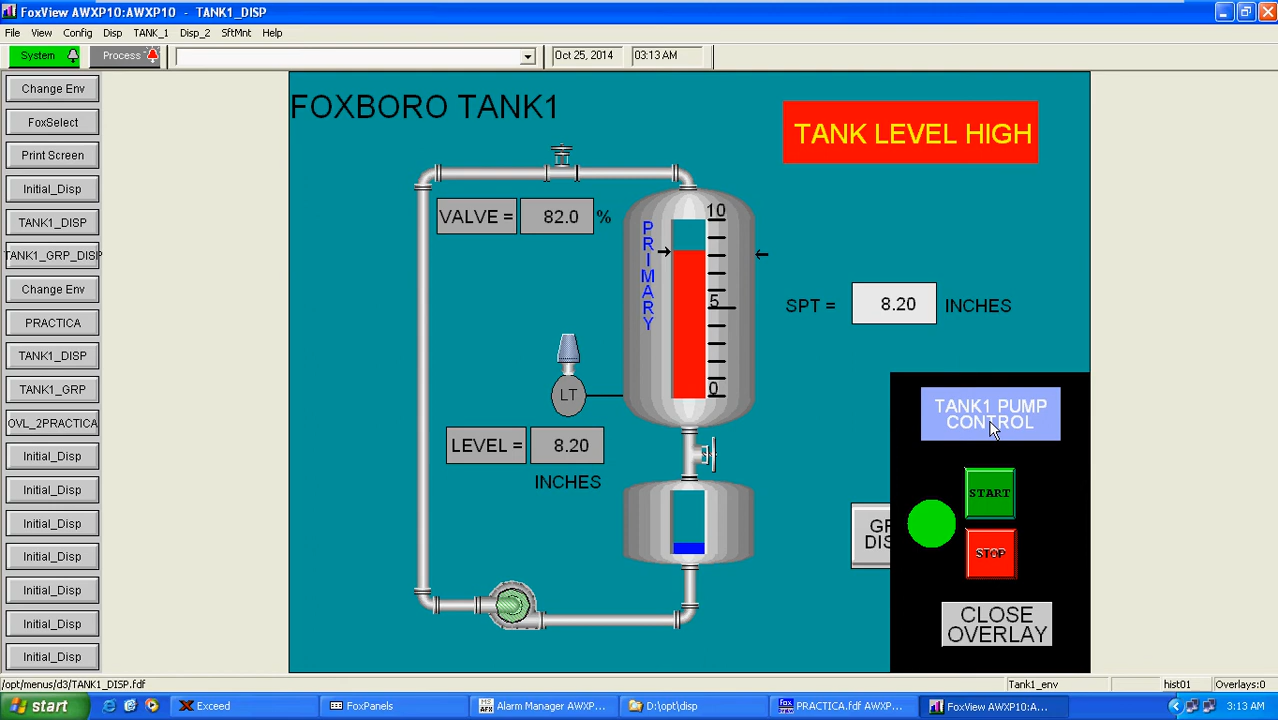 FoxView AWXP10:AWXP10 - TANK1_DISP
File View Config Disp TANK_1 Disp_2 SftMnt Help
System Process Oct 25, 2014 03:13 AM
Change Env
FoxSelect
Print Screen
Initial_Disp
TANK1_DISP
TANK1_GRP_DISP
Change Env
PRACTICA
TANK1_DISP
TANK1_GRP
OVL_2PRACTICA
Initial_Disp
Initial_Disp
Initial_Disp
Initial_Disp
Initial_Disp
Initial_Disp
Initial_Disp
FOXBORO TANK1
TANK LEVEL HIGH
VALVE = 82.0 %
PRIMARY
10
5
0
SPT = 8.20 INCHES
LT
LEVEL = 8.20
INCHES
TANK1 PUMP
CONTROL
START
STOP
CLOSE
OVERLAY
/opt/menus/d3/TANK1_DISP.fdf Tank1_env hist01 Overlays:0
start Exceed FoxPanels Alarm Manager AWXP... D:\opt\disp PRACTICA.fdf AWXP... FoxView AWXP10:A... 3:13 AM